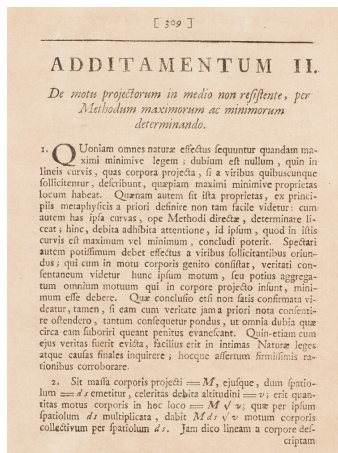 [ 309 ]
ADDITAMENTUM II.
De motu projectorum in medio non resistente, per
Methodum maximorum ac minimorum
determinando.
1. QUoniam omnes naturæ effectus sequuntur quandam ma-
ximi minimive legem ; dubium est nullum , quin in
lineis curvis , quas corpora projecta , si a viribus quibuscunque
sollicitentur , describunt , quæpiam maximi minimive proprietas
locum habeat. Quænam autem sit ista proprietas , ex princi-
piis metaphysicis a priori definire non tam facile videtur : cum
autem has ipsas curvas , ope Methodi directæ , determinare li-
ceat ; hinc , debita adhibita attentione , id ipsum , quod in istis
curvis est maximum vel minimum , concludi poterit. Spectari
autem potissimum debet effectus a viribus sollicitantibus oriun-
dus ; qui cum in motu corporis genito consistat , veritati con-
sentaneum videtur hunc ipsum motum , seu potius aggrega-
tum omnium motuum qui in corpore projecto insunt , mini-
mum esse debere. Quæ conclusio etsi non satis confirmata vi-
deatur , tamen , si eam cum veritate jam a priori nota consenti-
re ostendero , tantum consequetur pondus , ut omnia dubia quæ
circa eam suboriri queant penitus evanescant. Quin-etiam cum
ejus veritas fuerit evicta , facilius erit in intimas Naturæ leges
atque causas finales inquirere ; hocque assertum firmissimis ra-
tionibus corroborare.
2. Sit massa corporis projecti = M, ejusque , dum spatio-
lum = ds emetitur , celeritas debita altitudini = v ; erit quan-
titas motus corporis in hoc loco = M √ v ; quæ per ipsum
spatiolum ds multiplicata , dabit M ds √ v motum corporis
collectivum per spatiolum ds. Jam dico lineam a corpore de-
scriptam